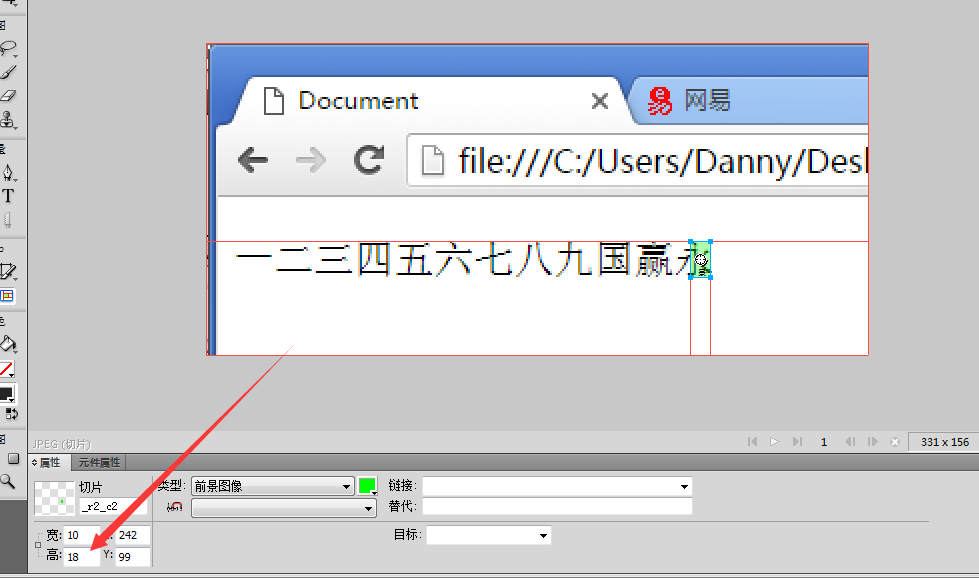 Document
网易
file:///C:/Users/Danny/Desl
一二三四五六七八九国赢永
JPEG (切片)
1
331 x 156
属性 元件属性
切片
类型: 前景图像
链接:
_r2_c2
替代:
宽: 10
242
目标:
高: 18
Y: 99